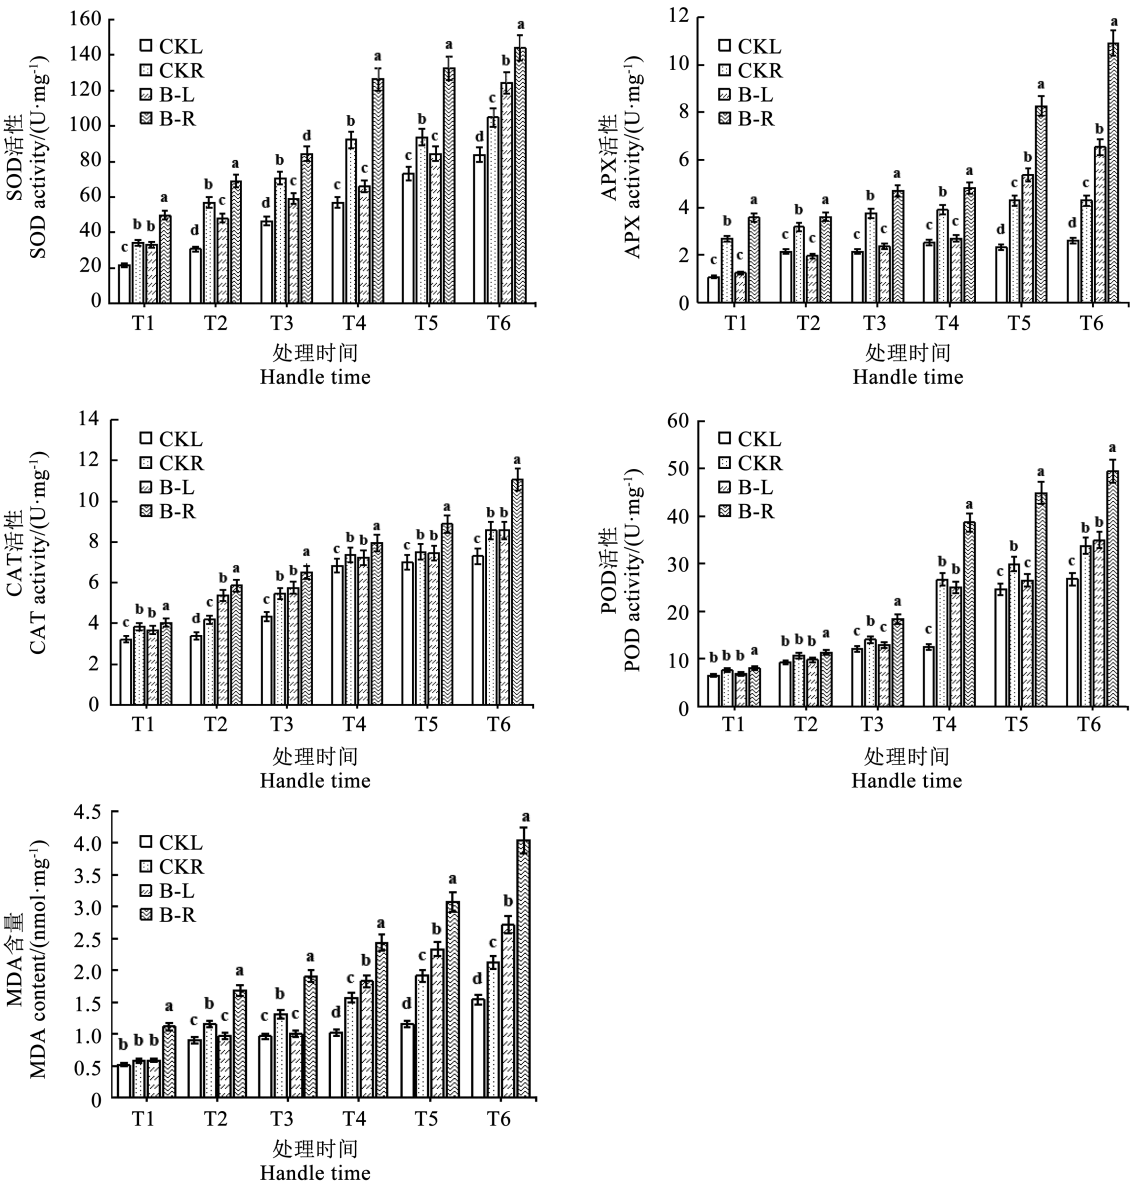 SOD活性
SOD activity/(U·mg⁻¹)
160
140
120
100
80
60
40
20
0
CKL
CKR
B-L
B-R
c b b a
d b c a
d b c d
c b c a
c b c a
d c b a
T1 T2 T3 T4 T5 T6
处理时间
Handle time
APX活性
APX activity/(U·mg⁻¹)
12
10
8
6
4
2
0
CKL
CKR
B-L
B-R
c b c a
c b c a
c b c a
c b c a
d c b a
d c b a
T1 T2 T3 T4 T5 T6
处理时间
Handle time
CAT活性
CAT activity/(U·mg⁻¹)
14
12
10
8
6
4
2
0
CKL
CKR
B-L
B-R
c b b a
d c b a
c b b a
c b b a
c b b a
c b b a
T1 T2 T3 T4 T5 T6
处理时间
Handle time
POD活性
POD activity/(U·mg⁻¹)
60
50
40
30
20
10
0
CKL
CKR
B-L
B-R
b b b a
b b b a
c b c a
c b b a
c b c a
c b b a
T1 T2 T3 T4 T5 T6
处理时间
Handle time
MDA含量
MDA content/(nmol·mg⁻¹)
4.5
4.0
3.5
3.0
2.5
2.0
1.5
1.0
0.5
0
CKL
CKR
B-L
B-R
b b b a
c b c a
c b c a
d c b a
d c b a
d c b a
T1 T2 T3 T4 T5 T6
处理时间
Handle time